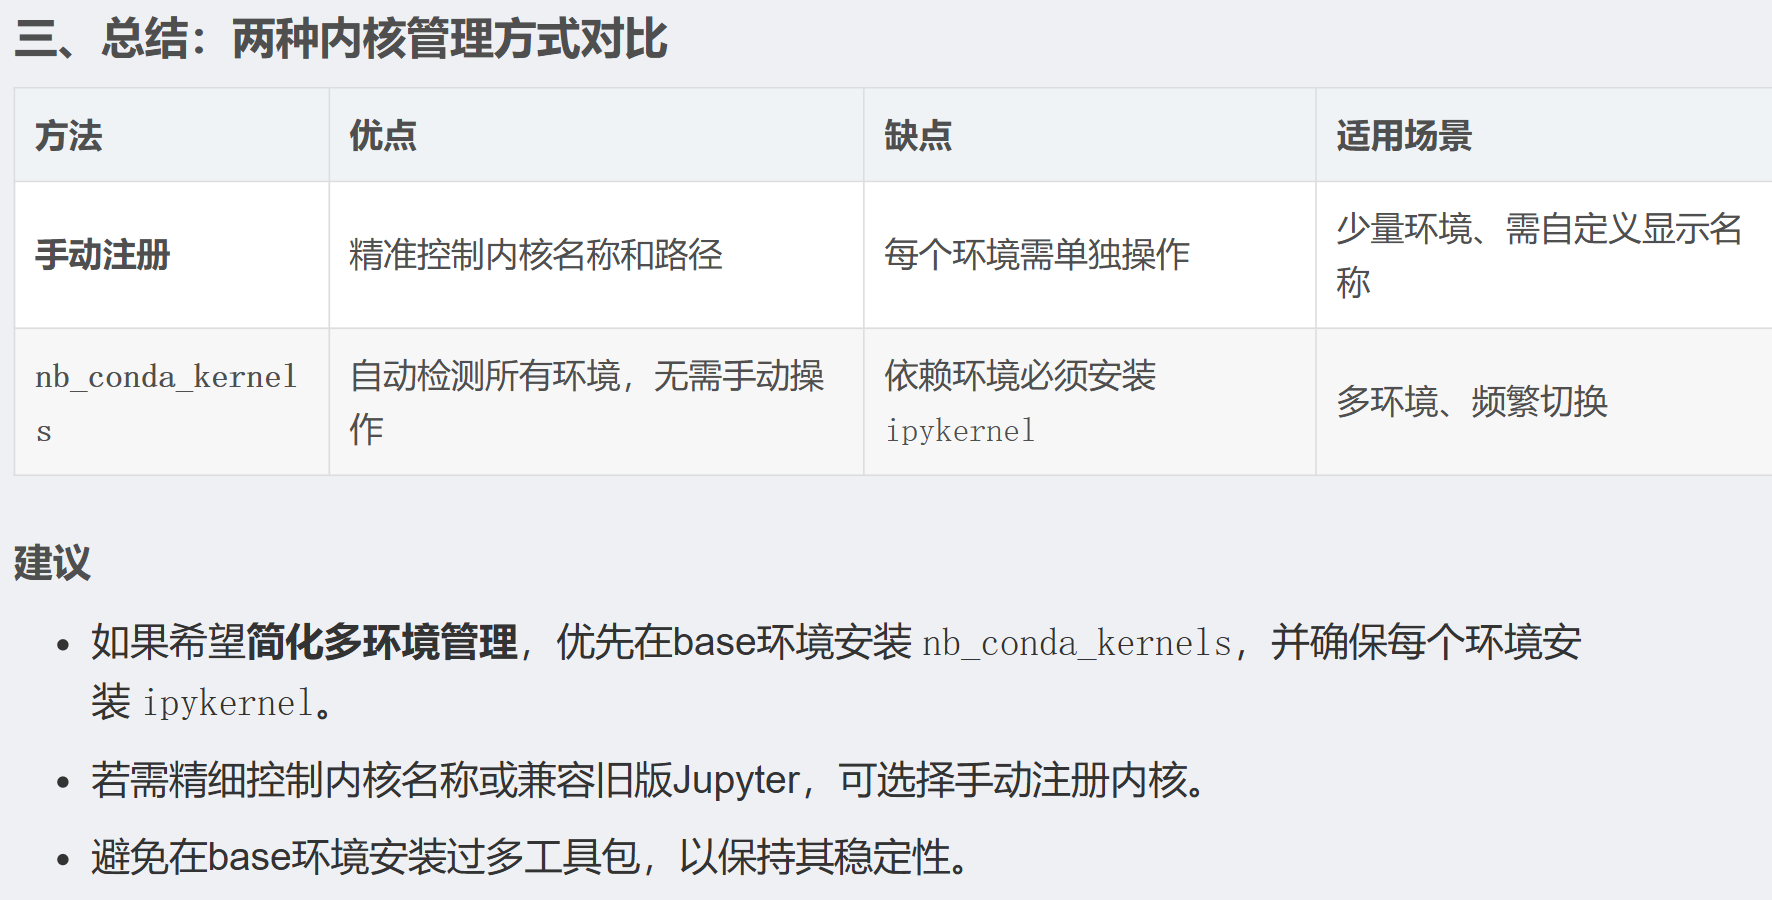 三、总结：两种内核管理方式对比
方法 优点 缺点 适用场景
手动注册 精准控制内核名称和路径 每个环境需单独操作 少量环境、需自定义显示名
称
nb_conda_kernel 自动检测所有环境，无需手动操 依赖环境必须安装 多环境、频繁切换
s 作 ipykernel
建议
• 如果希望简化多环境管理，优先在base环境安装 nb_conda_kernels，并确保每个环境安
装 ipykernel。
• 若需精细控制内核名称或兼容旧版Jupyter，可选择手动注册内核。
• 避免在base环境安装过多工具包，以保持其稳定性。